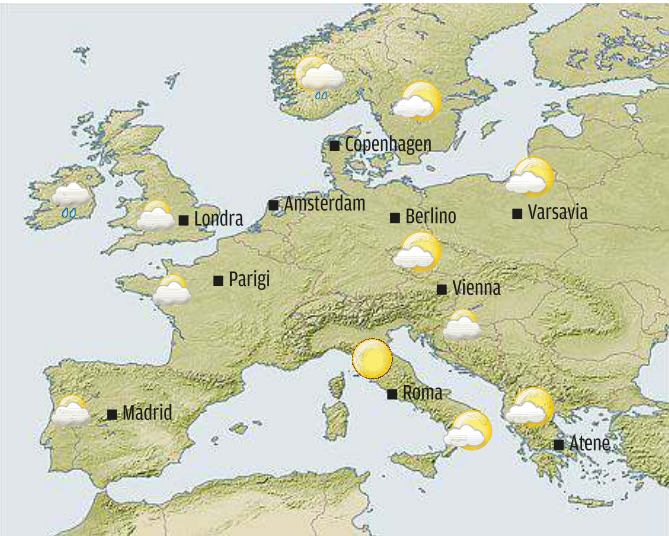 Copenhagen
Amsterdam
Londra
Berlino
Varsavia
Parigi
Vienna
Roma
Madrid
Atene